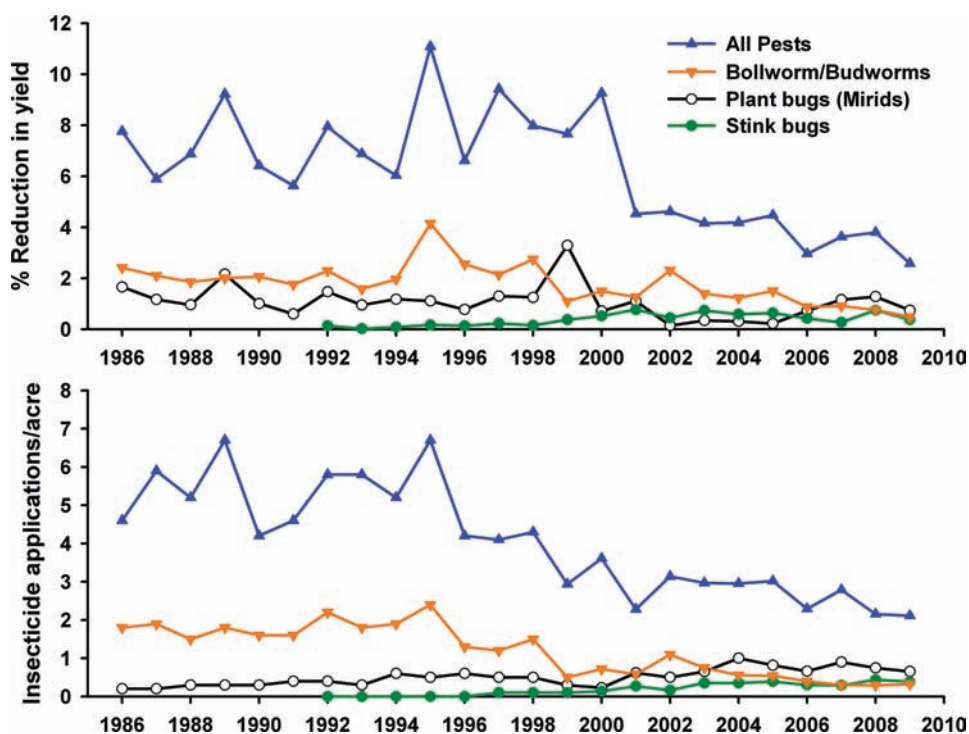 12
10
8
6
4
2
0
% Reduction in yield
All Pests
Bollworm/Budworms
Plant bugs (Mirids)
Stink bugs
1986 1988 1990 1992 1994 1996 1998 2000 2002 2004 2006 2008 2010
8
7
6
5
4
3
2
1
0
Insecticide applications/acre
1986 1988 1990 1992 1994 1996 1998 2000 2002 2004 2006 2008 2010